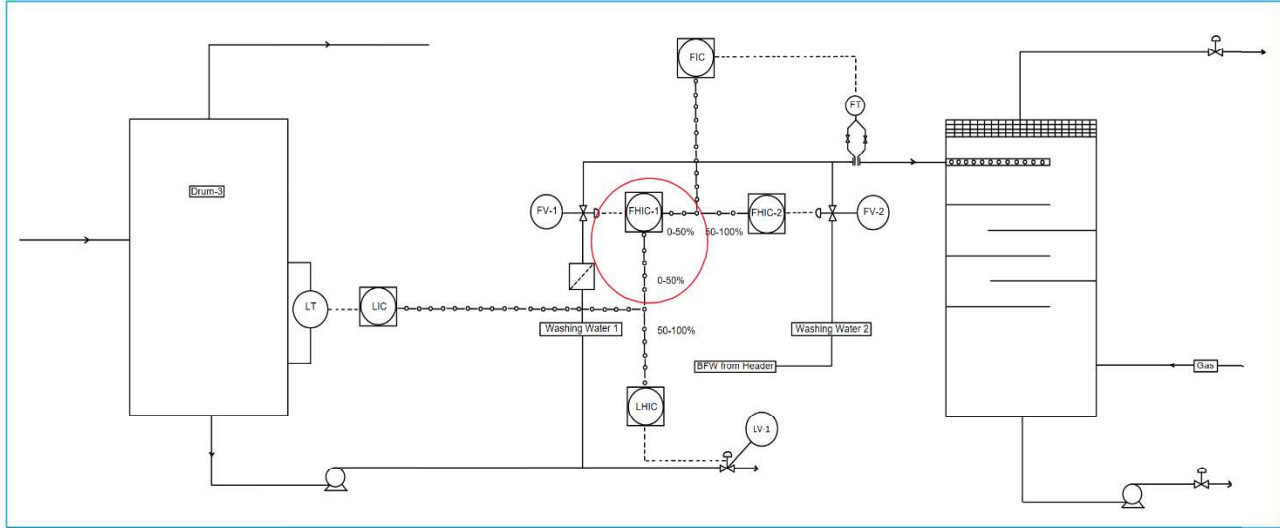 FIC
FT
Drum-3
FV-1
FHIC-1
FHIC-2
FV-2
0-50%
50-100%
0-50%
LT
LIC
Washing Water 1
50-100%
Washing Water 2
BFW from Header
Gas
LHIC
LV-1